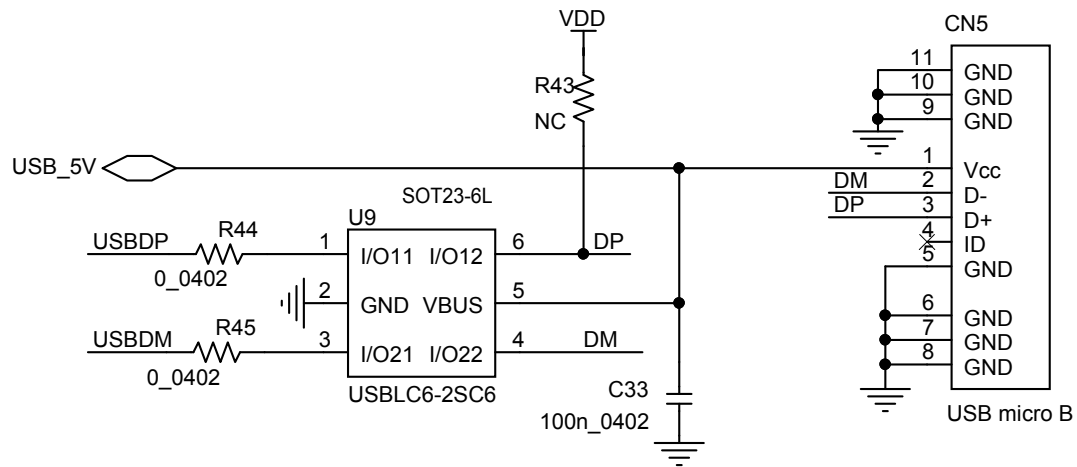 VDD
CN5
R43
NC
11
GND
10
GND
9
GND
USB_5V
1
Vcc
DM
2
D-
DP
3
D+
4
ID
5
GND
6
GND
7
GND
8
GND
USB micro B
SOT23-6L
U9
USBDP
R44
0_0402
1
I/O11
I/O12
6
DP
2
GND
VBUS
5
USBDM
R45
0_0402
3
I/O21
I/O22
4
DM
USBLC6-2SC6
C33
100n_0402